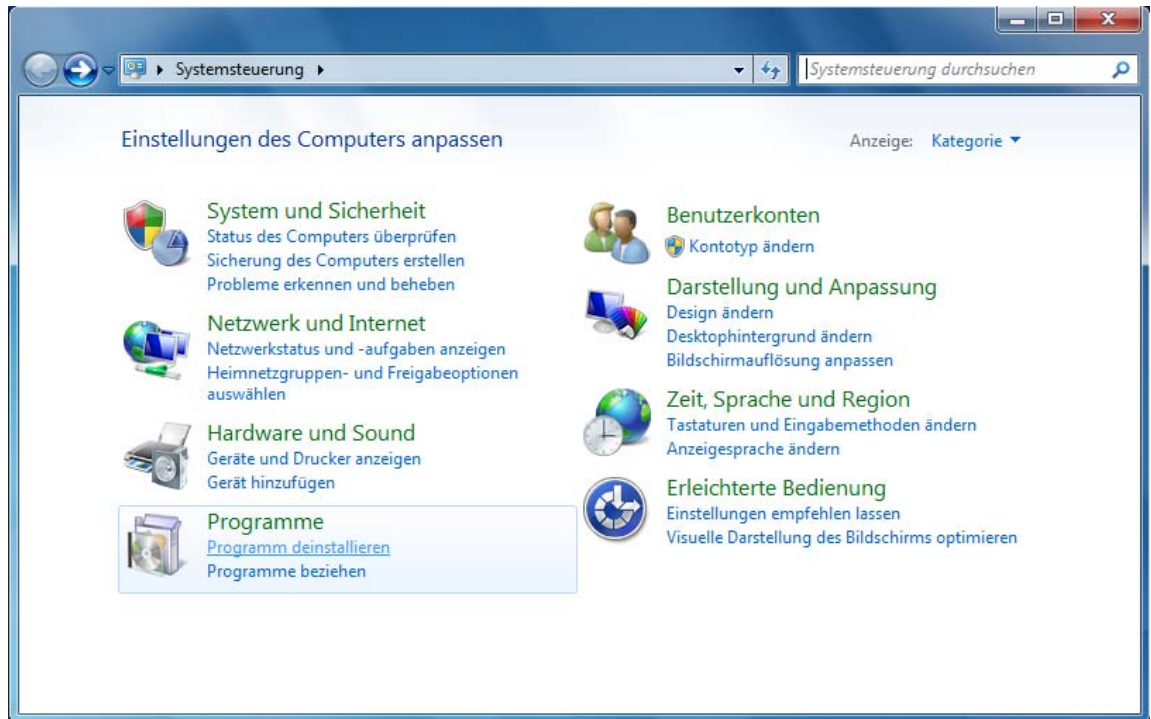 Systemsteuerung
Systemsteuerung durchsuchen
Einstellungen des Computers anpassen
Anzeige: Kategorie
System und Sicherheit
Status des Computers überprüfen
Sicherung des Computers erstellen
Probleme erkennen und beheben
Netzwerk und Internet
Netzwerkstatus und -aufgaben anzeigen
Heimnetzgruppen- und Freigabeoptionen
auswählen
Hardware und Sound
Geräte und Drucker anzeigen
Gerät hinzufügen
Programme
Programm deinstallieren
Programme beziehen
Benutzerkonten
Kontotyp ändern
Darstellung und Anpassung
Design ändern
Desktophintergrund ändern
Bildschirmauflösung anpassen
Zeit, Sprache und Region
Tastaturen und Eingabemethoden ändern
Anzeigesprache ändern
Erleichterte Bedienung
Einstellungen empfehlen lassen
Visuelle Darstellung des Bildschirms optimieren